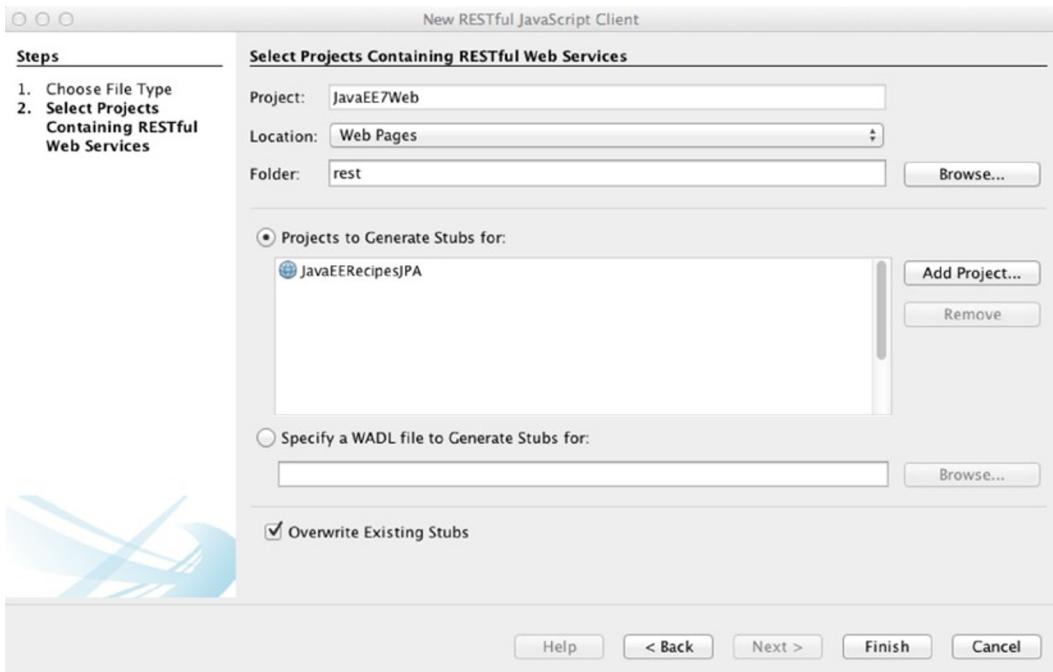 New RESTful JavaScript Client
Steps
1. Choose File Type
2. Select Projects
Containing RESTful
Web Services
Select Projects Containing RESTful Web Services
Project: JavaEE7Web
Location: Web Pages
Folder: rest Browse...
Projects to Generate Stubs for:
JavaEERecipesJPA
Add Project...
Remove
Specify a WADL file to Generate Stubs for:
Browse...
Overwrite Existing Stubs
Help < Back Next > Finish Cancel